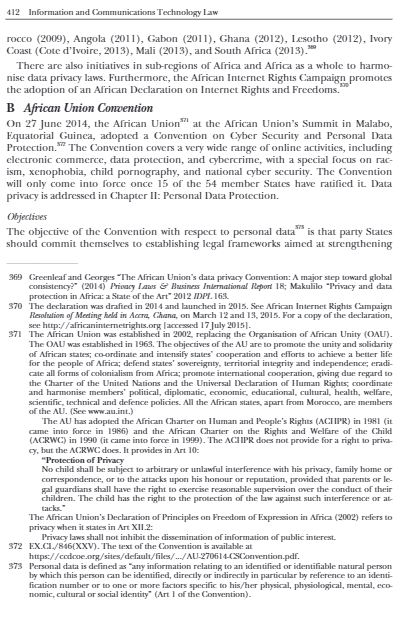 412 Information and Communications Technology Law
rocco (2009), Angola (2011), Gabon (2011), Ghana (2012), Lesotho (2012), Ivory
Coast (Cote d'Ivoire, 2013), Mali (2013), and South Africa (2013).369
There are also initiatives in sub-regions of Africa and Africa as a whole to harmo-
nise data privacy laws. Furthermore, the African Internet Rights Campaign promotes
the adoption of an African Declaration on Internet Rights and Freedoms.370
B African Union Convention
On 27 June 2014, the African Union371 at the African Union's Summit in Malabo,
Equatorial Guinea, adopted a Convention on Cyber Security and Personal Data
Protection.372 The Convention covers a very wide range of online activities, including
electronic commerce, data protection, and cybercrime, with a special focus on rac-
ism, xenophobia, child pornography, and national cyber security. The Convention
will only come into force once 15 of the 54 member States have ratified it. Data
privacy is addressed in Chapter II: Personal Data Protection.
Objectives
The objective of the Convention with respect to personal data373 is that party States
should commit themselves to establishing legal frameworks aimed at strengthening
369 Greenleaf and Georges "The African Union's data privacy Convention: A major step toward global
consistency?" (2014) Privacy Laws & Business International Report 18; Makulilo "Privacy and data
protection in Africa: a State of the Art" 2012 IDPL 163.
370 The declaration was drafted in 2014 and launched in 2015. See African Internet Rights Campaign
Resolution of Meeting held in Accra, Ghana, on March 12 and 13, 2015. For a copy of the declaration,
see http://africaninternetrights.org [accessed 17 July 2015].
371 The African Union was established in 2002, replacing the Organisation of African Unity (OAU).
The OAU was established in 1963. The objectives of the AU are to promote the unity and solidarity
of African states; co-ordinate and intensify states' cooperation and efforts to achieve a better life
for the people of Africa; defend states' sovereignty, territorial integrity and independence; eradi-
cate all forms of colonialism from Africa; promote international cooperation, giving due regard to
the Charter of the United Nations and the Universal Declaration of Human Rights; coordinate
and harmonise members' political, diplomatic, economic, educational, cultural, health, welfare,
scientific, technical and defence policies. All the African states, apart from Morocco, are members
of the AU. (See www.au.int.)
The AU has adopted the African Charter on Human and People's Rights (ACHPR) in 1981 (it
came into force in 1986) and the African Charter on the Rights and Welfare of the Child
(ACRWC) in 1990 (it came into force in 1999). The ACHPR does not provide for a right to priva-
cy, but the ACRWC does. It provides in Art 10:
"Protection of Privacy
No child shall be subject to arbitrary or unlawful interference with his privacy, family home or
correspondence, or to the attacks upon his honour or reputation, provided that parents or le-
gal guardians shall have the right to exercise reasonable supervision over the conduct of their
children. The child has the right to the protection of the law against such interference or at-
tacks."
The African Union's Declaration of Principles on Freedom of Expression in Africa (2002) refers to
privacy when it states in Art XII.2:
Privacy laws shall not inhibit the dissemination of information of public interest.
372 EX.CL/846(XXV). The text of the Convention is available at
https://ccdcoe.org/sites/default/files/.../AU-270614-CSConvention.pdf.
373 Personal data is defined as "any information relating to an identified or identifiable natural person
by which this person can be identified, directly or indirectly in particular by reference to an identi-
fication number or to one or more factors specific to his/her physical, physiological, mental, eco-
nomic, cultural or social identity" (Art 1 of the Convention).